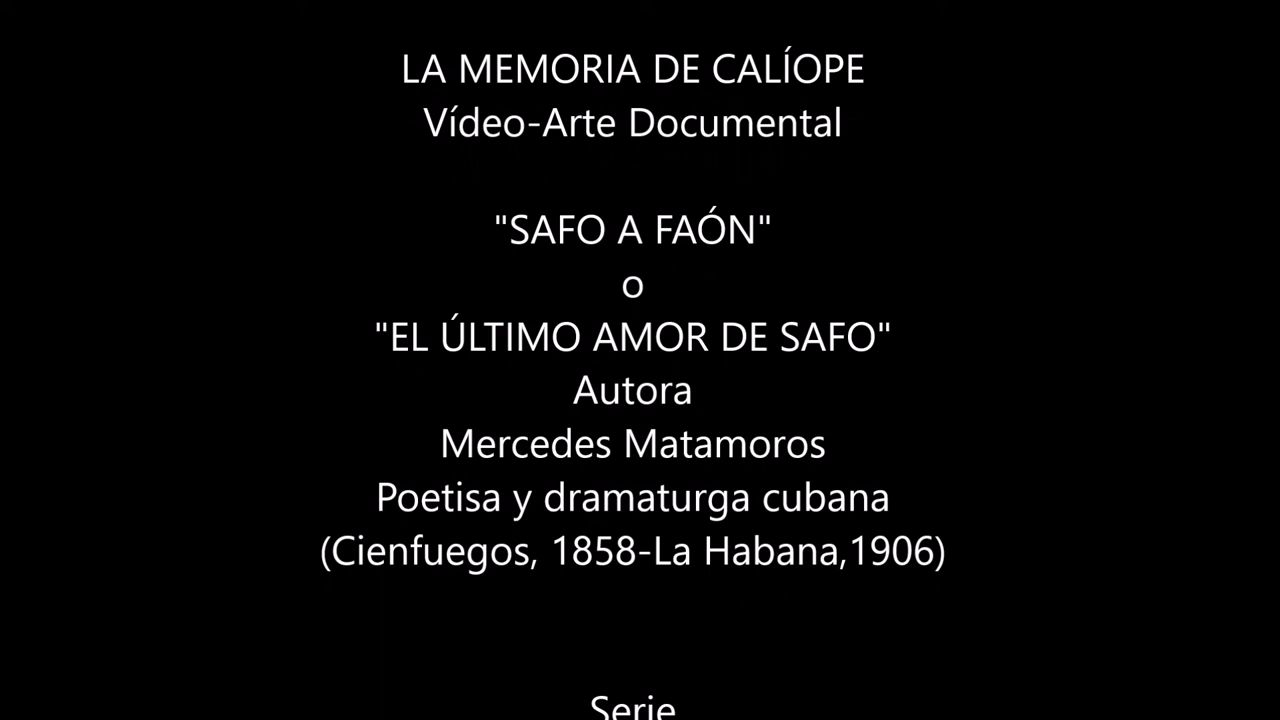 LA MEMORIA DE CALÍOPE
Vídeo-Arte Documental
"SAFO A FAÓN"
o
"EL ÚLTIMO AMOR DE SAFO"
Autora
Mercedes Matamoros
Poetisa y dramaturga cubana
(Cienfuegos, 1858-La Habana,1906)
Serie